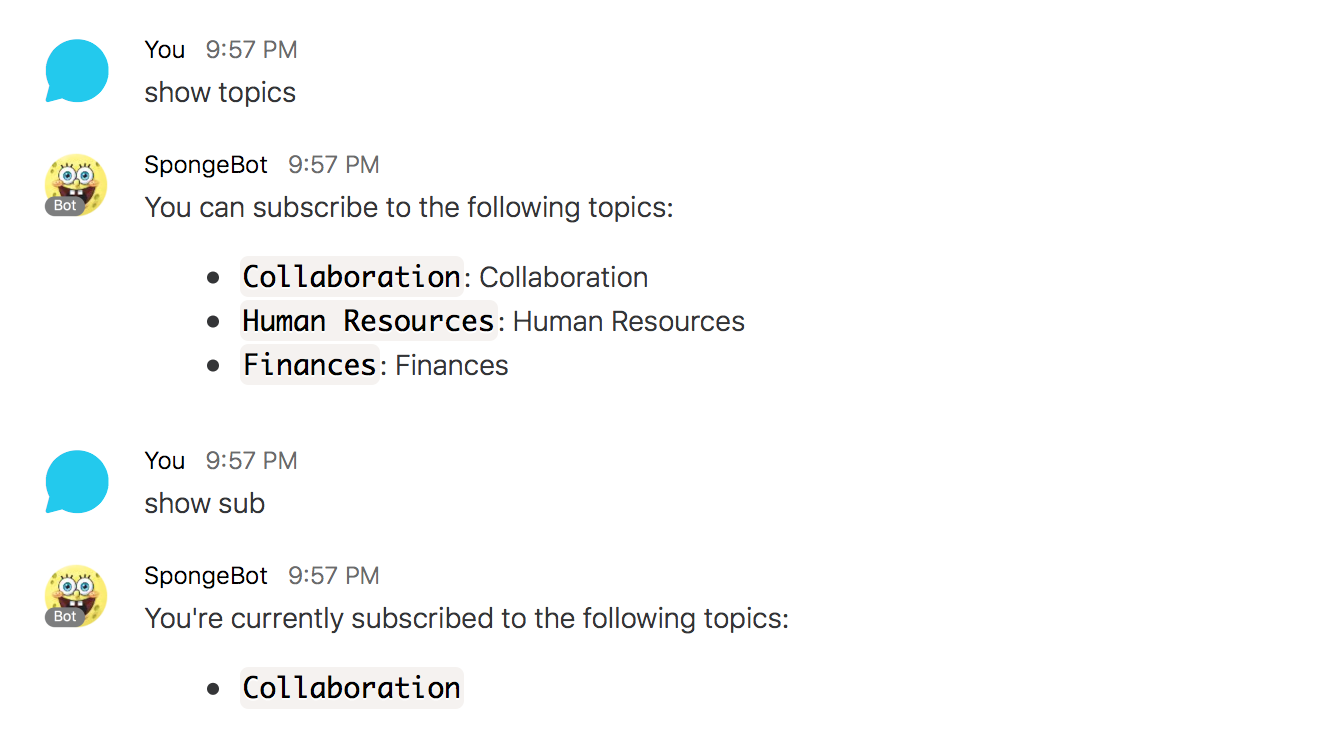 You 9:57 PM
show topics
SpongeBot 9:57 PM
Bot
You can subscribe to the following topics:
Collaboration: Collaboration
Human Resources: Human Resources
Finances: Finances
You 9:57 PM
show sub
SpongeBot 9:57 PM
Bot
You're currently subscribed to the following topics:
Collaboration